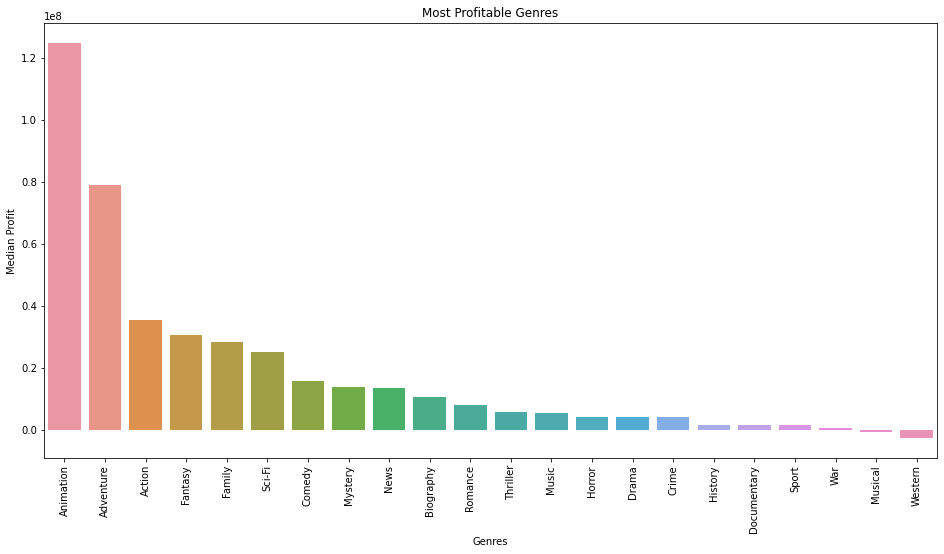 Most Profitable Genres
1e8
1.2
1.0
0.8
0.6
0.4
0.2
0.0
Median Profit
Animation
Adventure
Action
Fantasy
Family
Sci-Fi
Comedy
Mystery
News
Biography
Romance
Thriller
Music
Horror
Drama
Crime
History
Documentary
Sport
War
Musical
Western
Genres